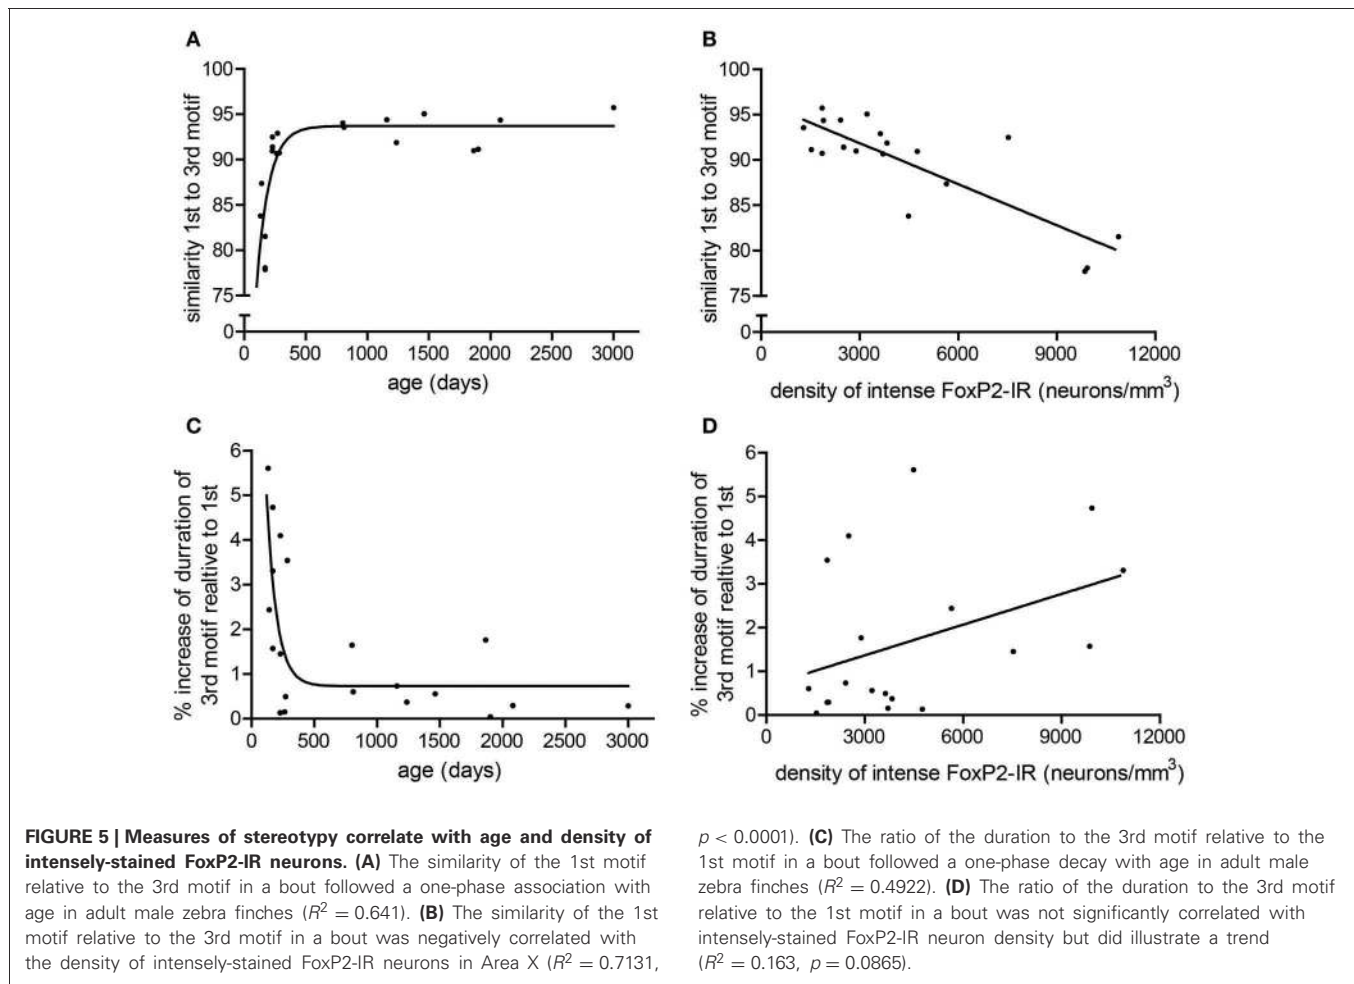 A
100
95
90
85
80
75
0
similarity 1st to 3rd motif
0 500 1000 1500 2000 2500 3000
age (days)
B
100
95
90
85
80
75
0
similarity 1st to 3rd motif
0 3000 6000 9000 12000
density of intense FoxP2-IR (neurons/mm³)
C
6
5
4
3
2
1
0
% increase of durration of
3rd motif realtive to 1st
0 500 1000 1500 2000 2500 3000
age (days)
D
6
5
4
3
2
1
0
% increase of durration of
3rd motif realtive to 1st
0 3000 6000 9000 12000
density of intense FoxP2-IR (neurons/mm³)
FIGURE 5 | Measures of stereotypy correlate with age and density of
intensely-stained FoxP2-IR neurons. (A) The similarity of the 1st motif
relative to the 3rd motif in a bout followed a one-phase association with
age in adult male zebra finches (R² = 0.641). (B) The similarity of the 1st
motif relative to the 3rd motif in a bout was negatively correlated with
the density of intensely-stained FoxP2-IR neurons in Area X (R² = 0.7131,
p < 0.0001). (C) The ratio of the duration to the 3rd motif relative to the
1st motif in a bout followed a one-phase decay with age in adult male
zebra finches (R² = 0.4922). (D) The ratio of the duration to the 3rd motif
relative to the 1st motif in a bout was not significantly correlated with
intensely-stained FoxP2-IR neuron density but did illustrate a trend
(R² = 0.163, p = 0.0865).